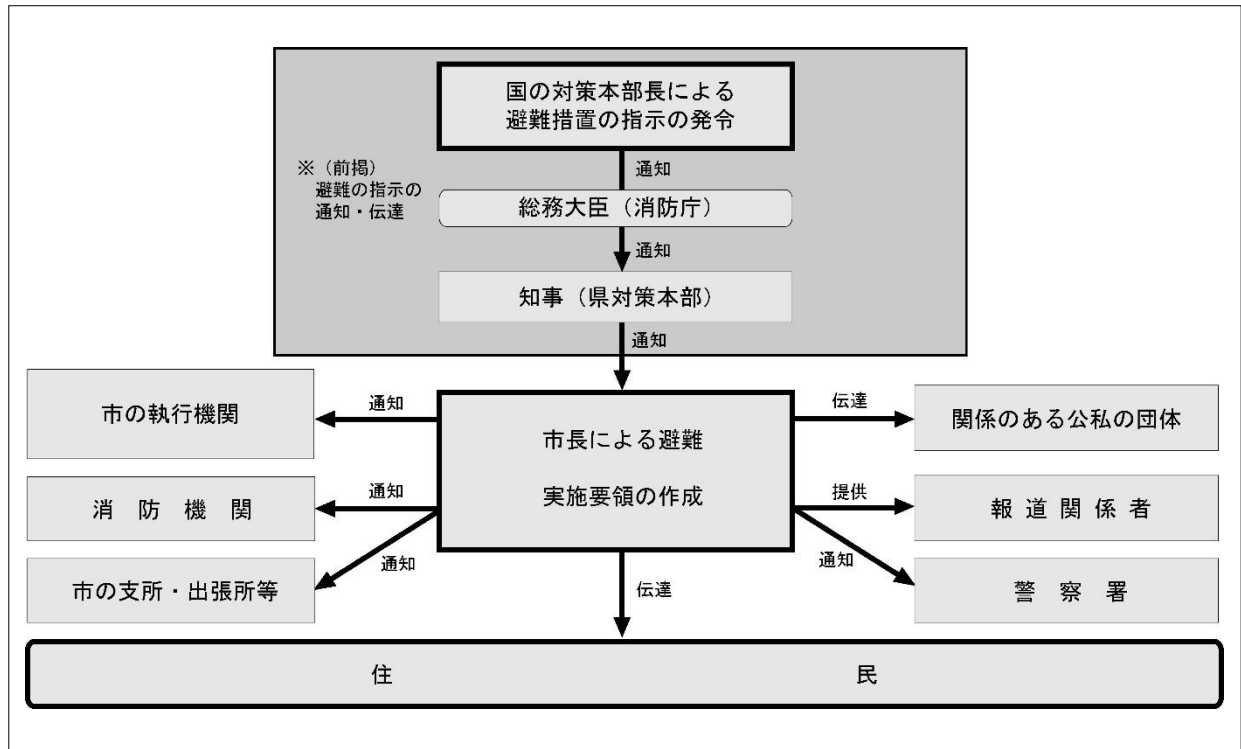 国の対策本部長による
避難措置の指示の発令
※（前掲）
避難の指示の
通知・伝達
通知
総務大臣（消防庁）
通知
知事（県対策本部）
通知
市の執行機関
通知
市長による避難
実施要領の作成
伝達
関係のある公私の団体
消防機関
通知
提供
報道関係者
市の支所・出張所等
通知
通知
警察署
伝達
住民